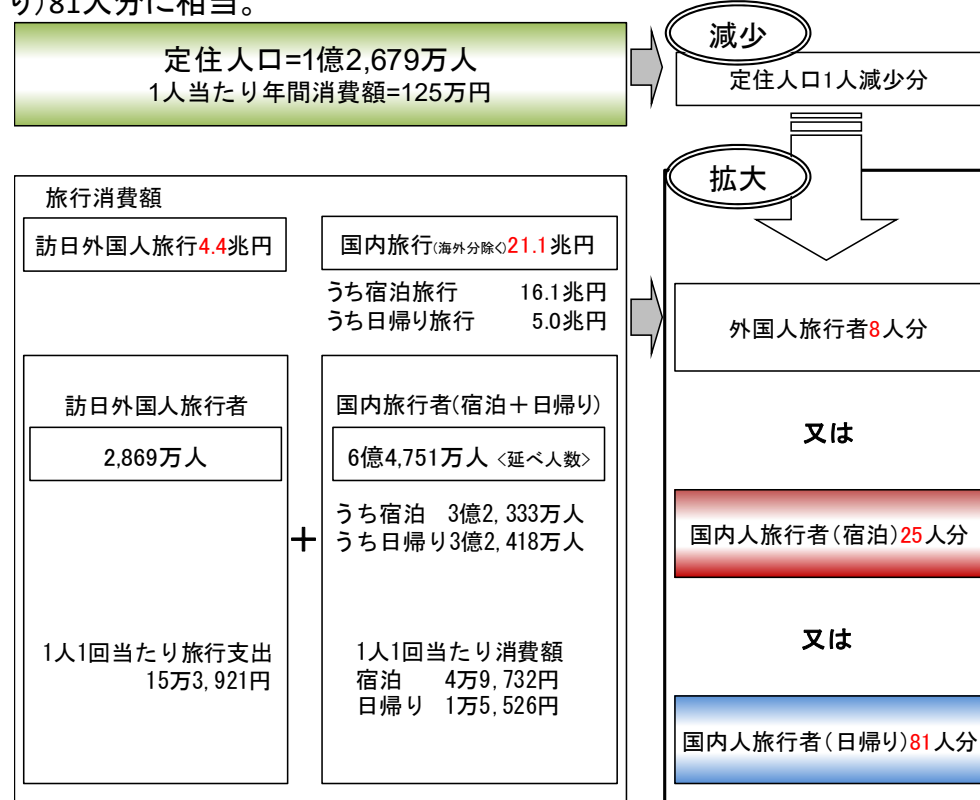 り)81人分に相当。
定住人口=1億2,679万人
1人当たり年間消費額=125万円
減少
定住人口1人減少分
拡大
旅行消費額
訪日外国人旅行4.4兆円
国内旅行(海外分除く)21.1兆円
うち宿泊旅行 16.1兆円
うち日帰り旅行 5.0兆円
訪日外国人旅行者
2,869万人
+
国内旅行者(宿泊+日帰り)
6億4,751万人 <延べ人数>
うち宿泊 3億2,333万人
うち日帰り3億2,418万人
1人1回当たり旅行支出
15万3,921円
1人1回当たり消費額
宿泊 4万9,732円
日帰り 1万5,526円
外国人旅行者8人分
又は
国内人旅行者(宿泊)25人分
又は
国内人旅行者(日帰り)81人分